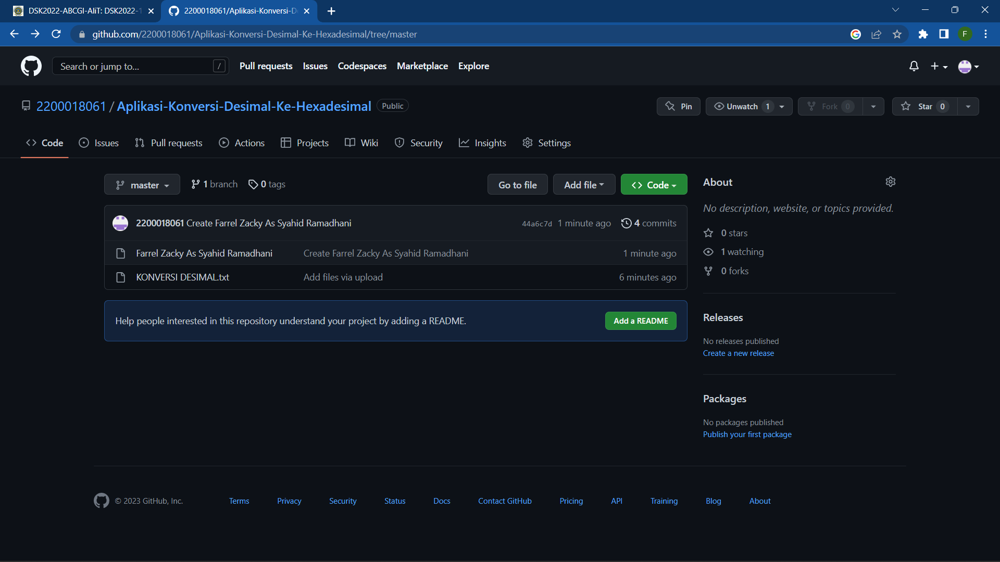 DSK2022-ABCGI-AliT: DSK2022-1
2200018061/Aplikasi-Konversi-De
github.com/2200018061/Aplikasi-Konversi-Desimal-Ke-Hexadesimal/tree/master
F
Search or jump to...
/
Pull requests
Issues
Codespaces
Marketplace
Explore
2200018061 / Aplikasi-Konversi-Desimal-Ke-Hexadesimal Public
Pin
Unwatch 1
Fork 0
Star 0
Code
Issues
Pull requests
Actions
Projects
Wiki
Security
Insights
Settings
master
1 branch
0 tags
Go to file
Add file
Code
2200018061 Create Farrel Zacky As Syahid Ramadhani 44a6c7d 1 minute ago 4 commits
Farrel Zacky As Syahid Ramadhani Create Farrel Zacky As Syahid Ramadhani 1 minute ago
KONVERSI DESIMAL.txt Add files via upload 6 minutes ago
Help people interested in this repository understand your project by adding a README.
Add a README
About
No description, website, or topics provided.
0 stars
1 watching
0 forks
Releases
No releases published
Create a new release
Packages
No packages published
Publish your first package
© 2023 GitHub, Inc.
Terms
Privacy
Security
Status
Docs
Contact GitHub
Pricing
API
Training
Blog
About